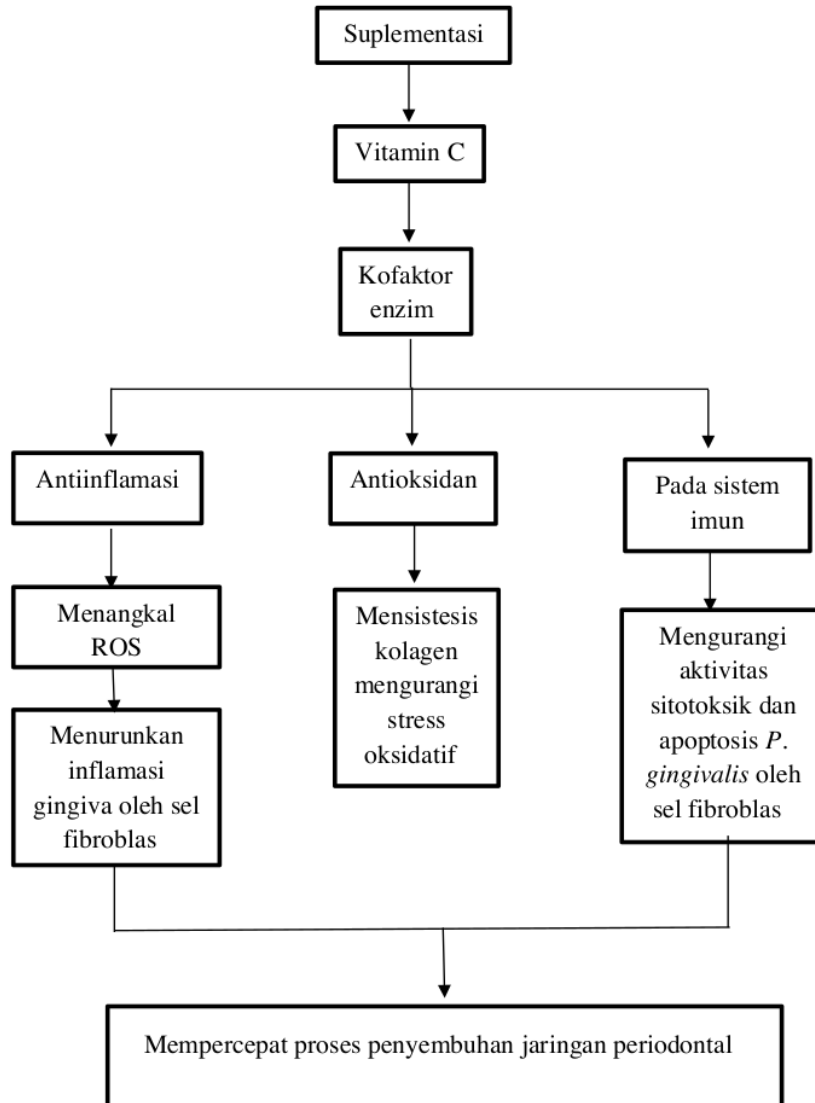 Suplementasi
Vitamin C
Kofaktor
enzim
Antiinflamasi
Antioksidan
Pada sistem
imun
Menangkal
ROS
Mensistesis
kolagen
mengurangi
stress
oksidatif
Mengurangi
aktivitas
sitotoksik dan
apoptosis P.
gingivalis oleh
sel fibroblas
Menurunkan
inflamasi
gingiva oleh sel
fibroblas
Mempercepat proses penyembuhan jaringan periodontal